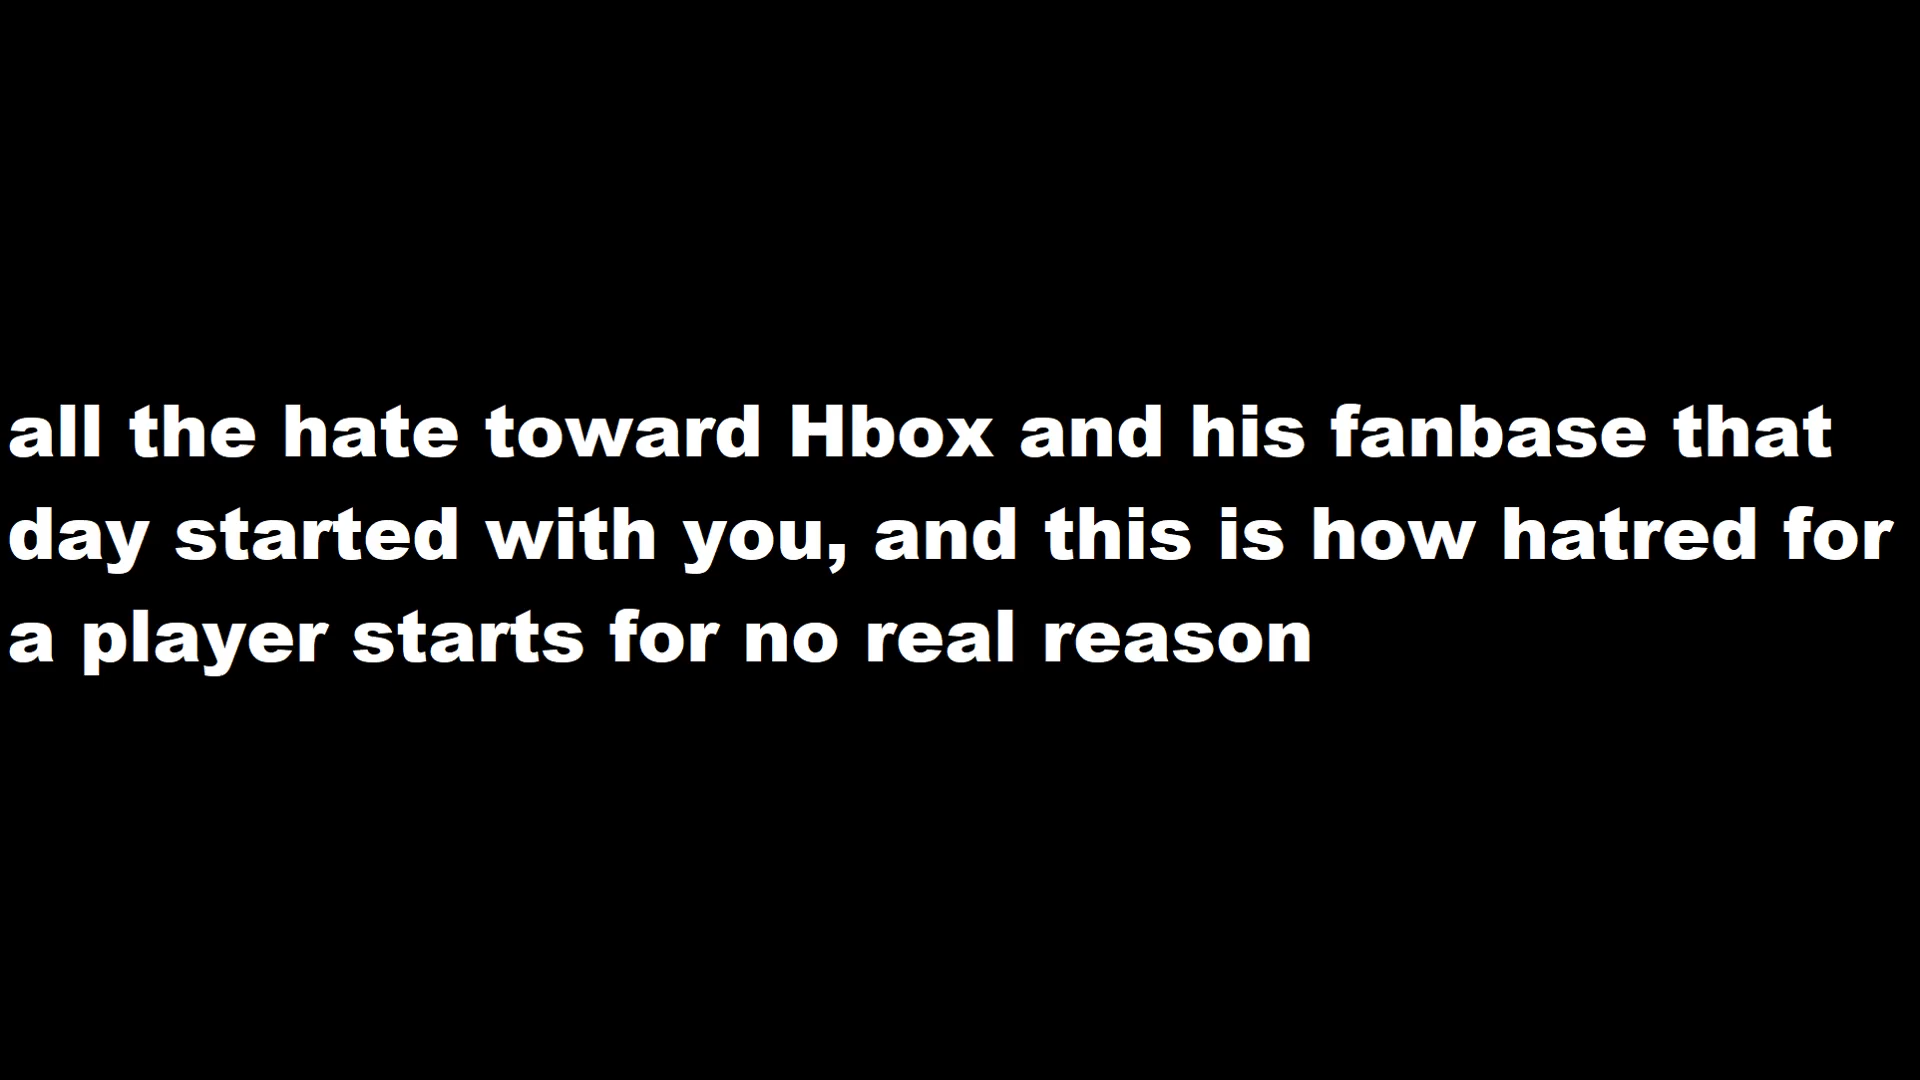 all the hate toward Hbox and his fanbase that
day started with you, and this is how hatred for
a player starts for no real reason